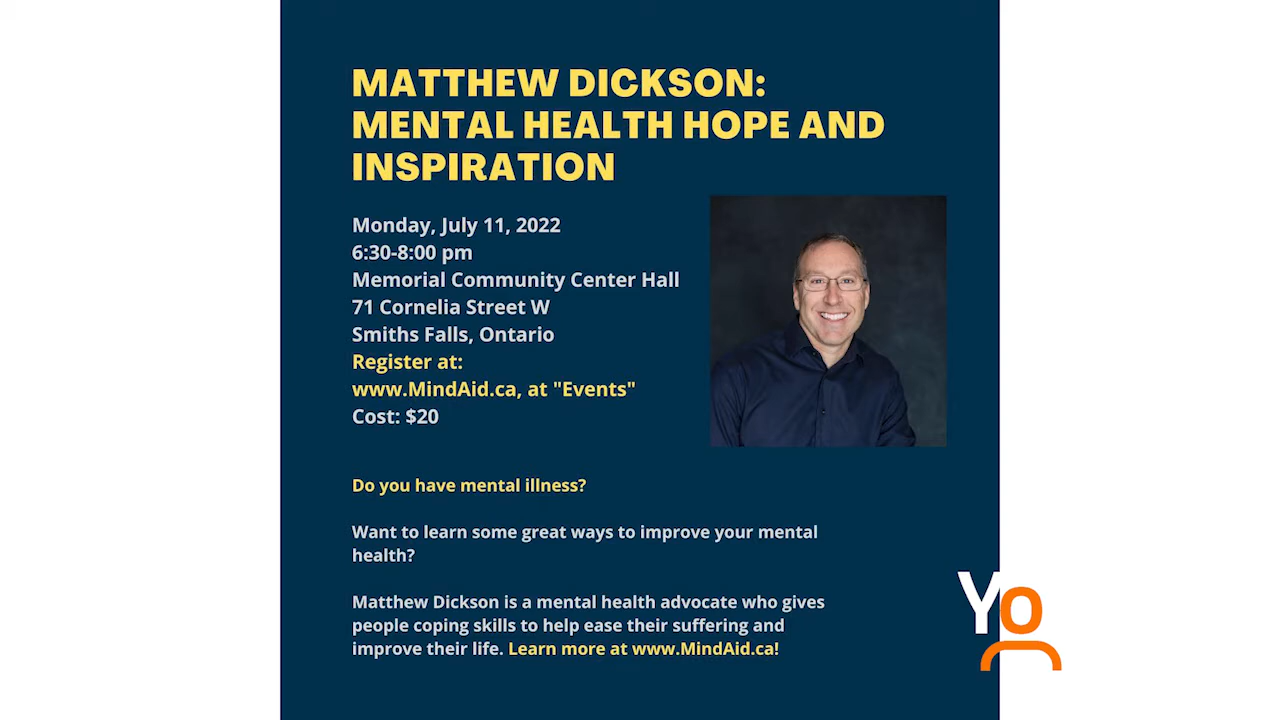 MATTHEW DICKSON:
MENTAL HEALTH HOPE AND
INSPIRATION
Monday, July 11, 2022
6:30-8:00 pm
Memorial Community Center Hall
71 Cornelia Street W
Smiths Falls, Ontario
Register at:
www.MindAid.ca, at "Events"
Cost: $20
Do you have mental illness?
Want to learn some great ways to improve your mental
health?
Matthew Dickson is a mental health advocate who gives
people coping skills to help ease their suffering and
improve their life. Learn more at www.MindAid.ca!
Yo